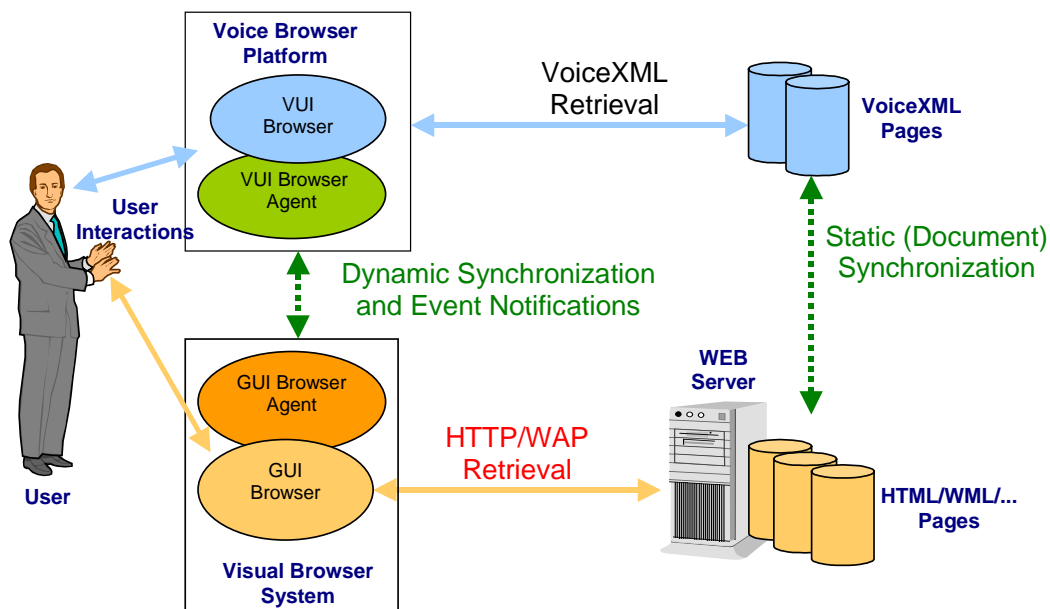 Voice Browser
Platform
VUI
Browser
VUI Browser
Agent
VoiceXML
Retrieval
VoiceXML
Pages
User
Interactions
Static (Document)
Synchronization
Dynamic Synchronization
and Event Notifications
GUI Browser
Agent
GUI
Browser
Visual Browser
System
HTTP/WAP
Retrieval
WEB
Server
HTML/WML/...
Pages
User